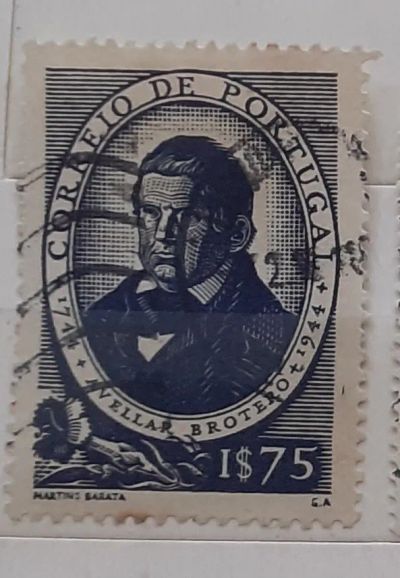 CORREIO DE PORTUGAL
1744 + AVELLAR BROTERO + 1944 +
1$75
MARTINS BARATA
G.A